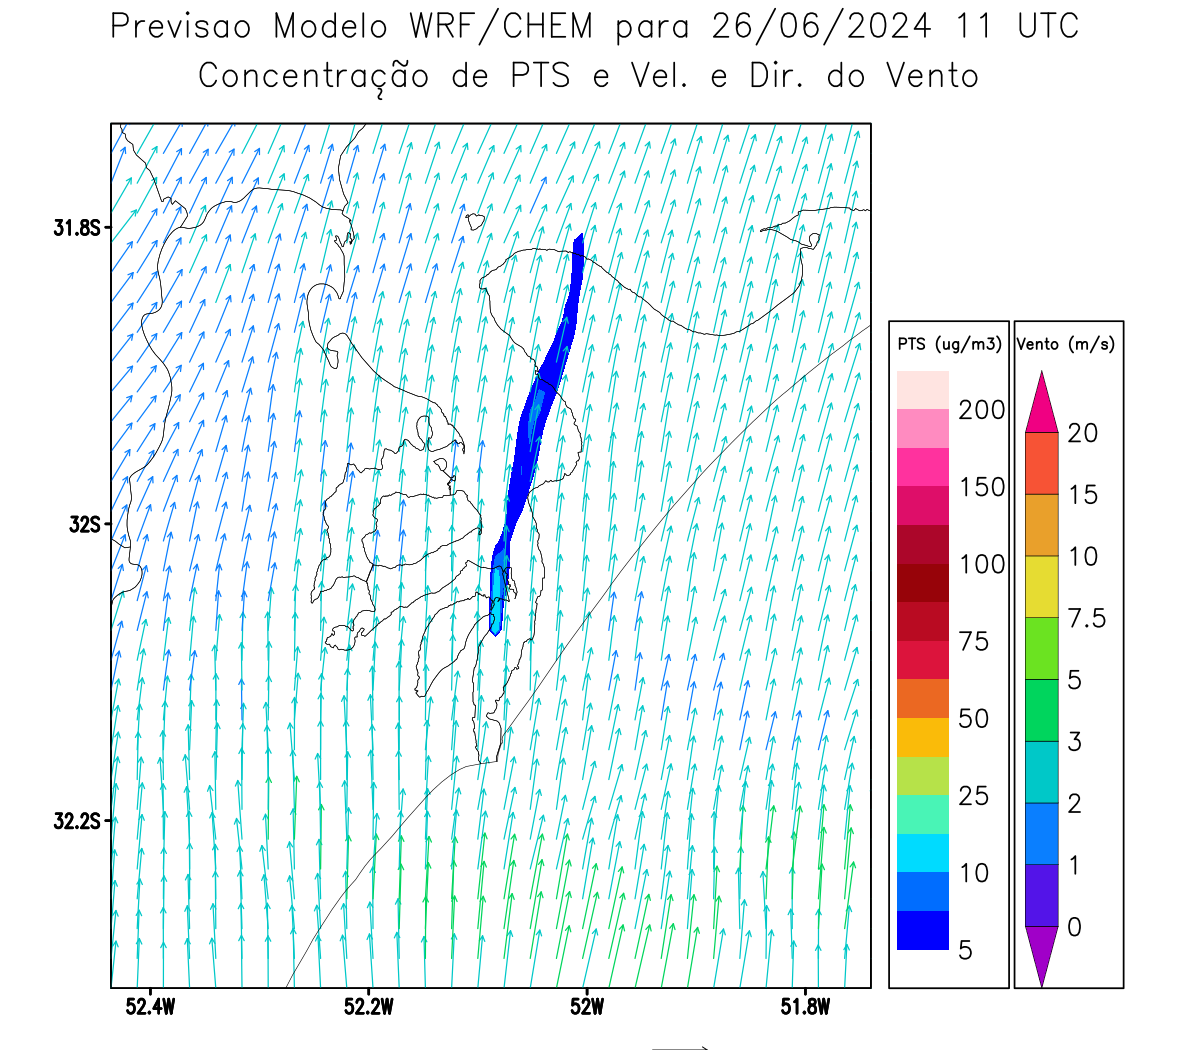 Previsao Modelo WRF/CHEM para 26/06/2024 11 UTC
Concentração de PTS e Vel. e Dir. do Vento
31.8S
32S
32.2S
52.4W
52.2W
52W
51.8W
PTS (ug/m3)
200
150
100
75
50
25
10
5
Vento (m/s)
20
15
10
7.5
5
3
2
1
0